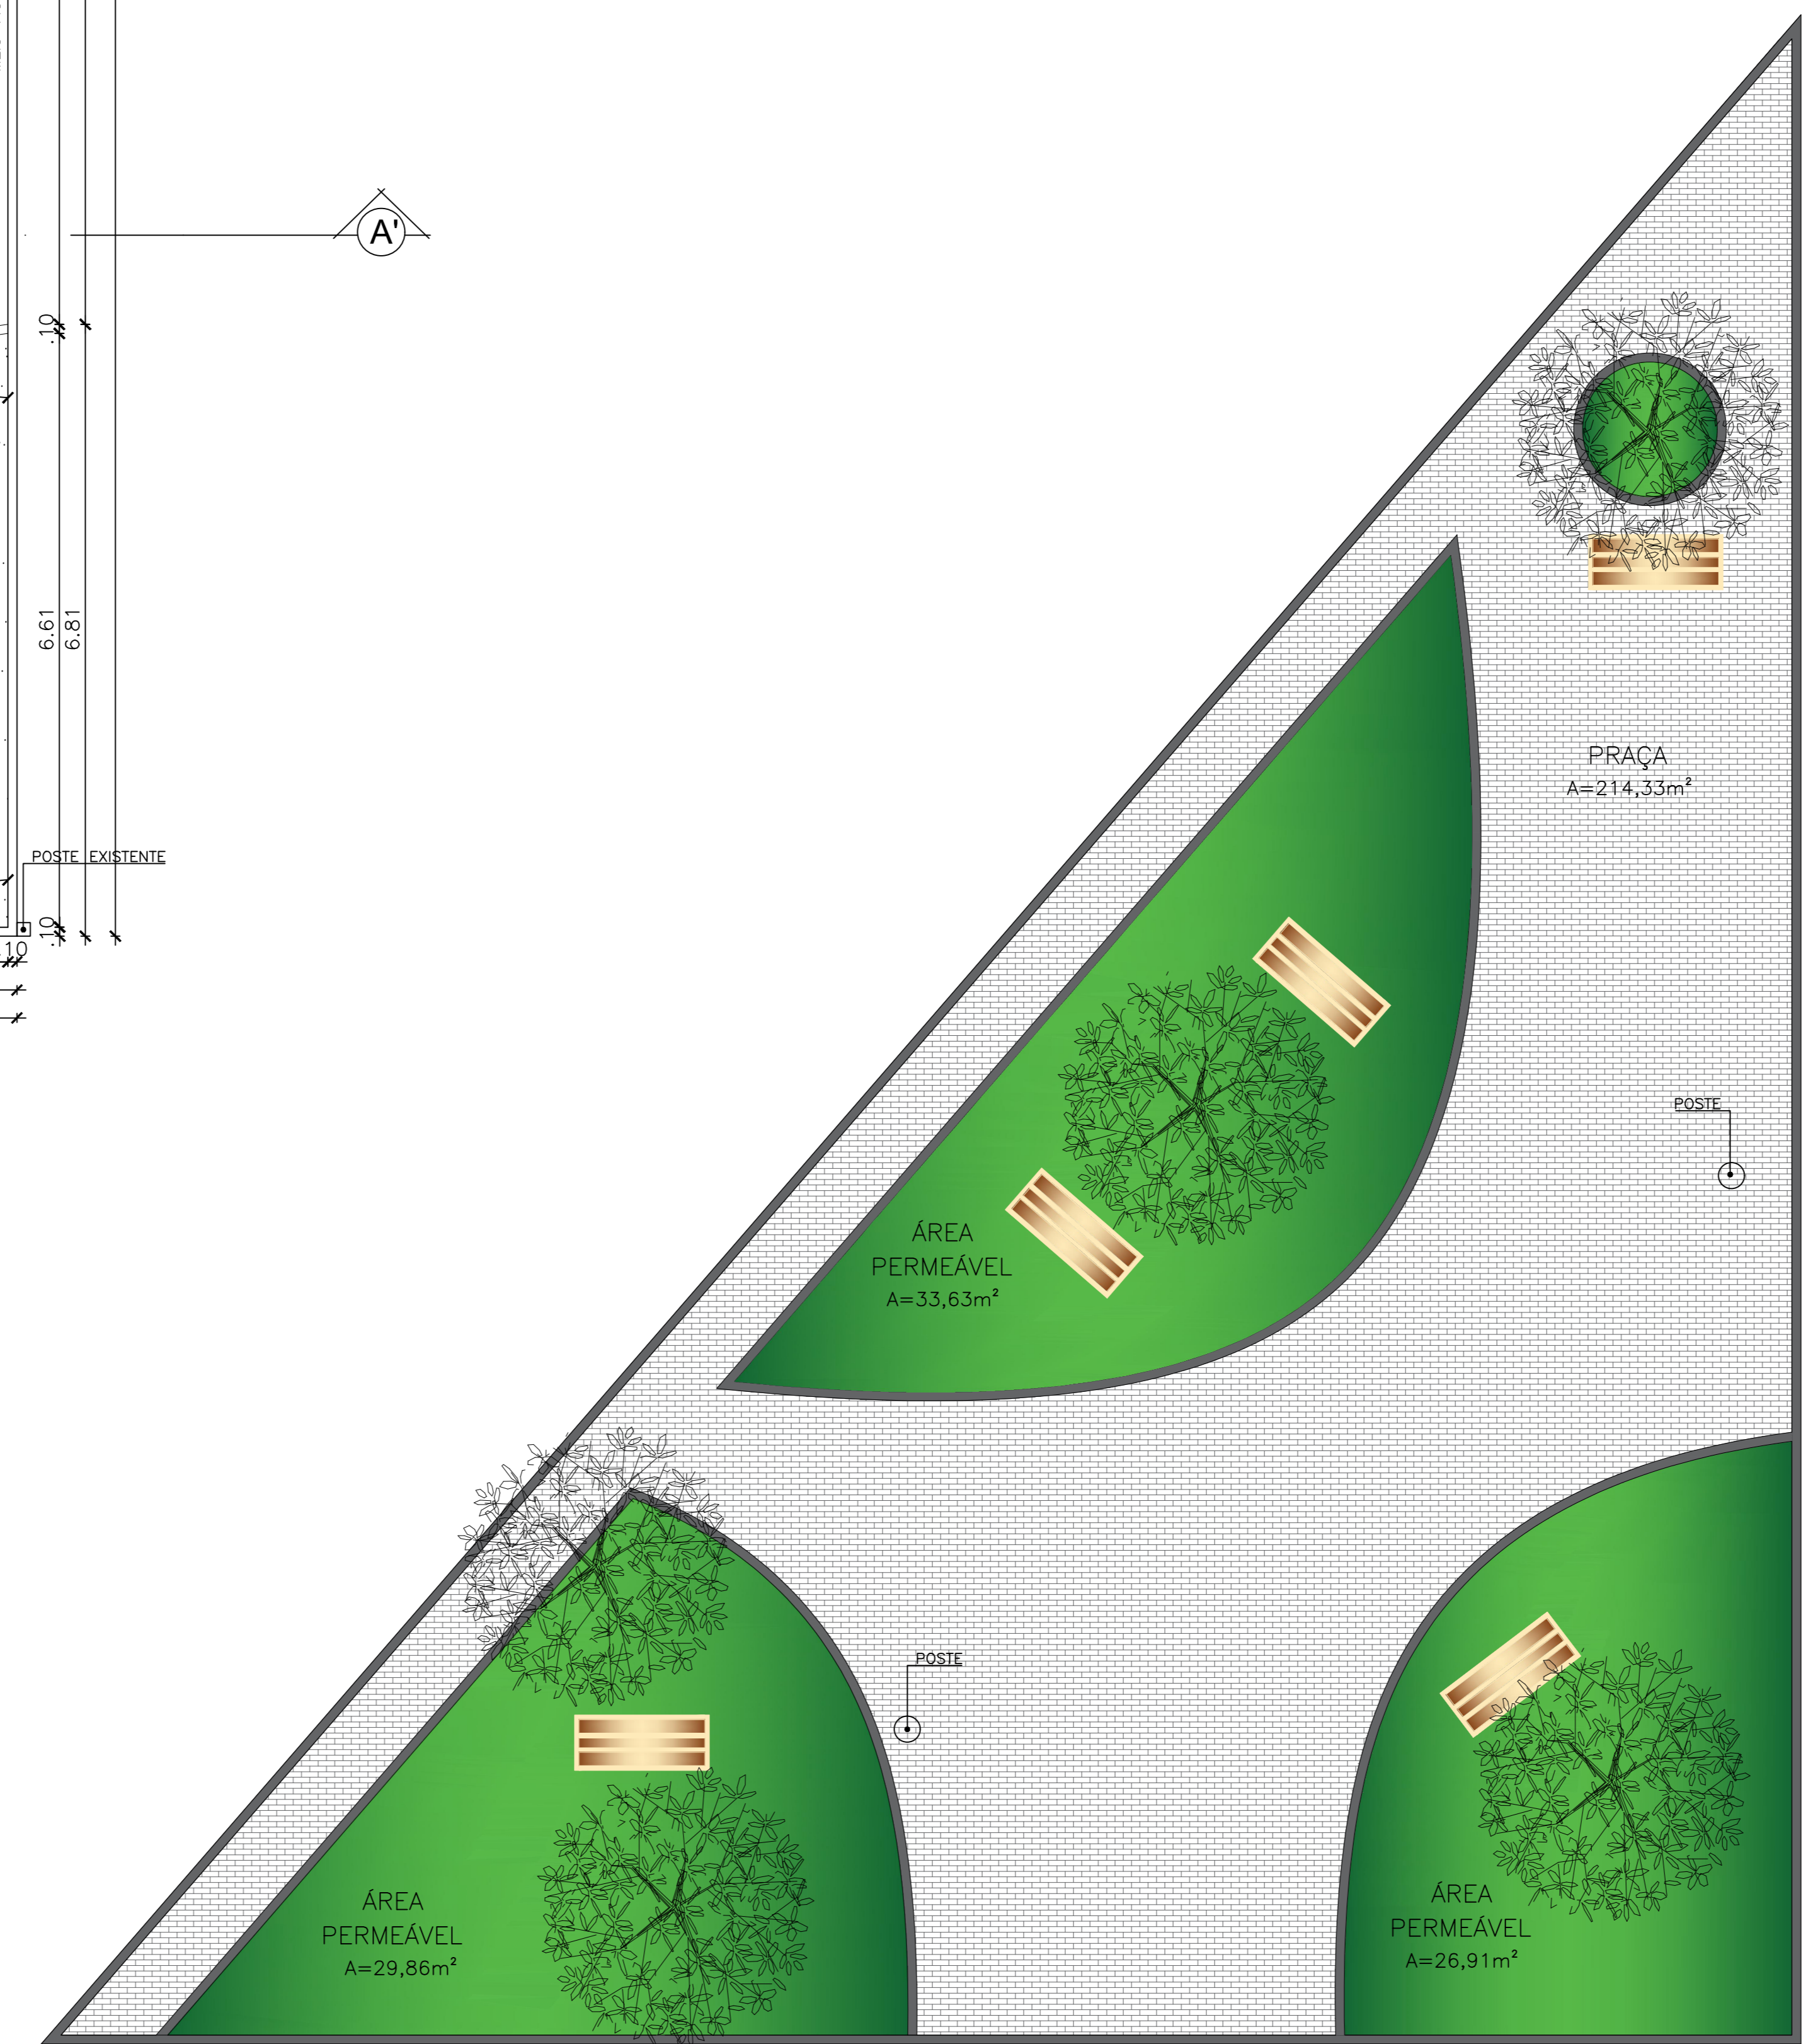 A'
.10
6.61
6.81
POSTE EXISTENTE
.10
10
PRAÇA
A=214,33m²
POSTE
ÁREA
PERMEÁVEL
A=33,63m²
POSTE
ÁREA
PERMEÁVEL
A=29,86m²
ÁREA
PERMEÁVEL
A=26,91m²